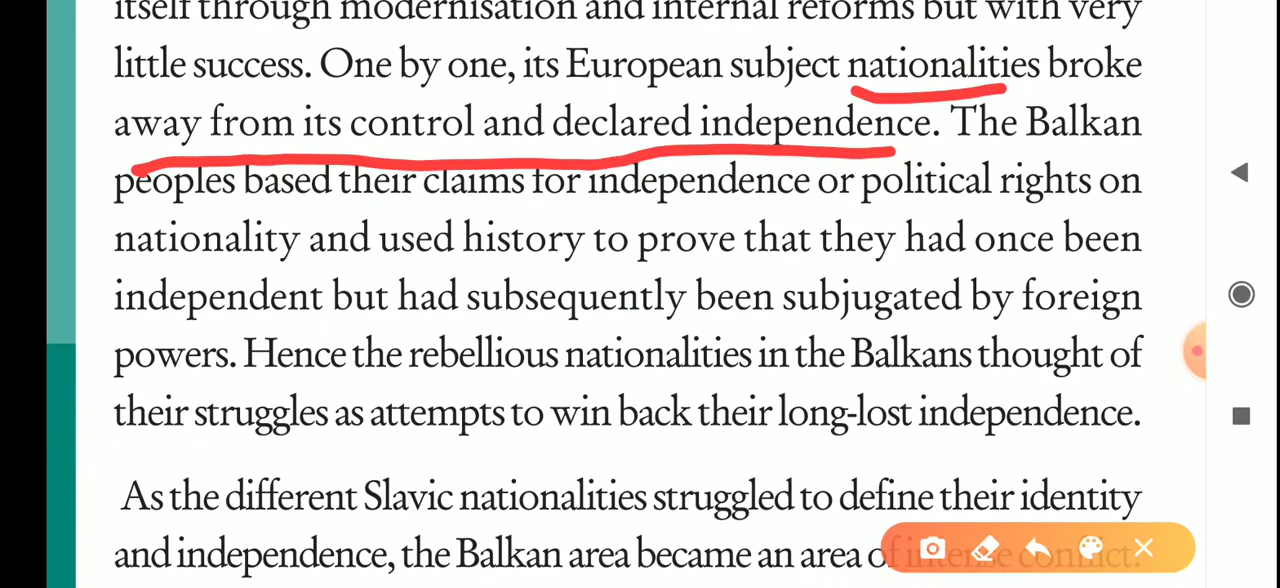 itself through modernisation and internal reforms but with very
little success. One by one, its European subject nationalities broke
away from its control and declared independence. The Balkan
peoples based their claims for independence or political rights on
nationality and used history to prove that they had once been
independent but had subsequently been subjugated by foreign
powers. Hence the rebellious nationalities in the Balkans thought of
their struggles as attempts to win back their long-lost independence.
As the different Slavic nationalities struggled to define their identity
and independence, the Balkan area became an area of intense conflict.